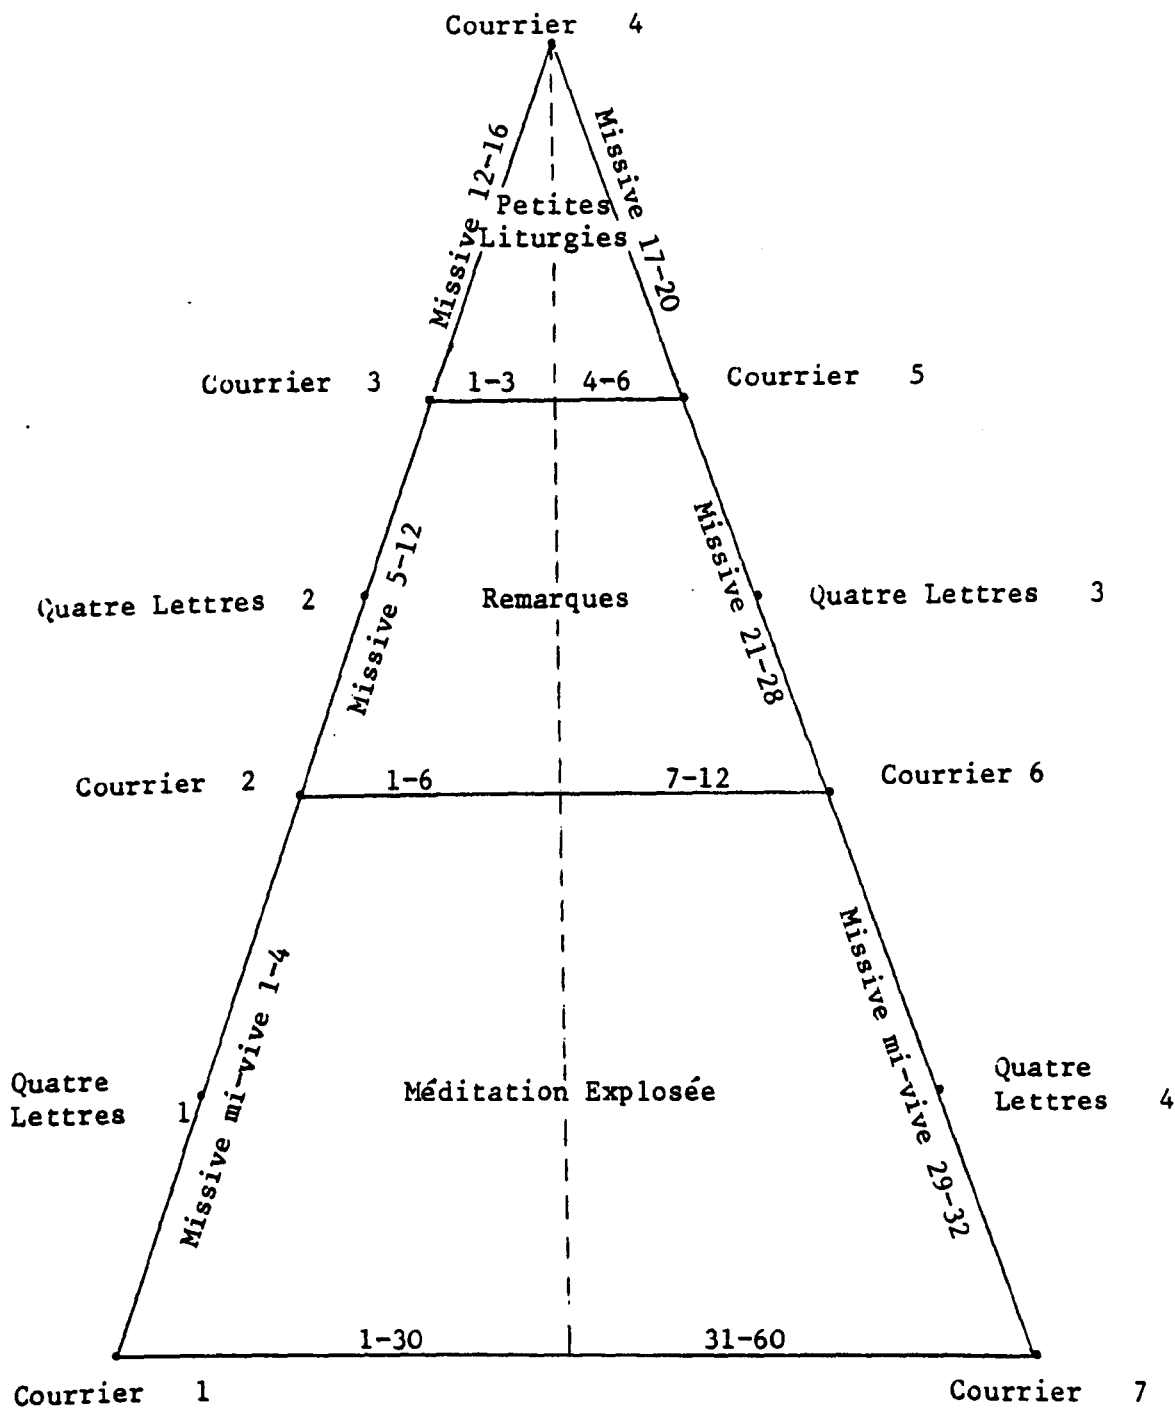 Courrier 4
Missive 12-16
Missive 17-20
Petites
Liturgies
Courrier 3
1-3
4-6
Courrier 5
Missive 5-12
Missive 21-28
Quatre Lettres 2
Remarques
Quatre Lettres 3
Courrier 2
1-6
7-12
Courrier 6
Missive mi-vive 1-4
Missive mi-vive 29-32
Quatre
Lettres 1
Méditation Explosée
Quatre
Lettres 4
1-30
31-60
Courrier 1
Courrier 7